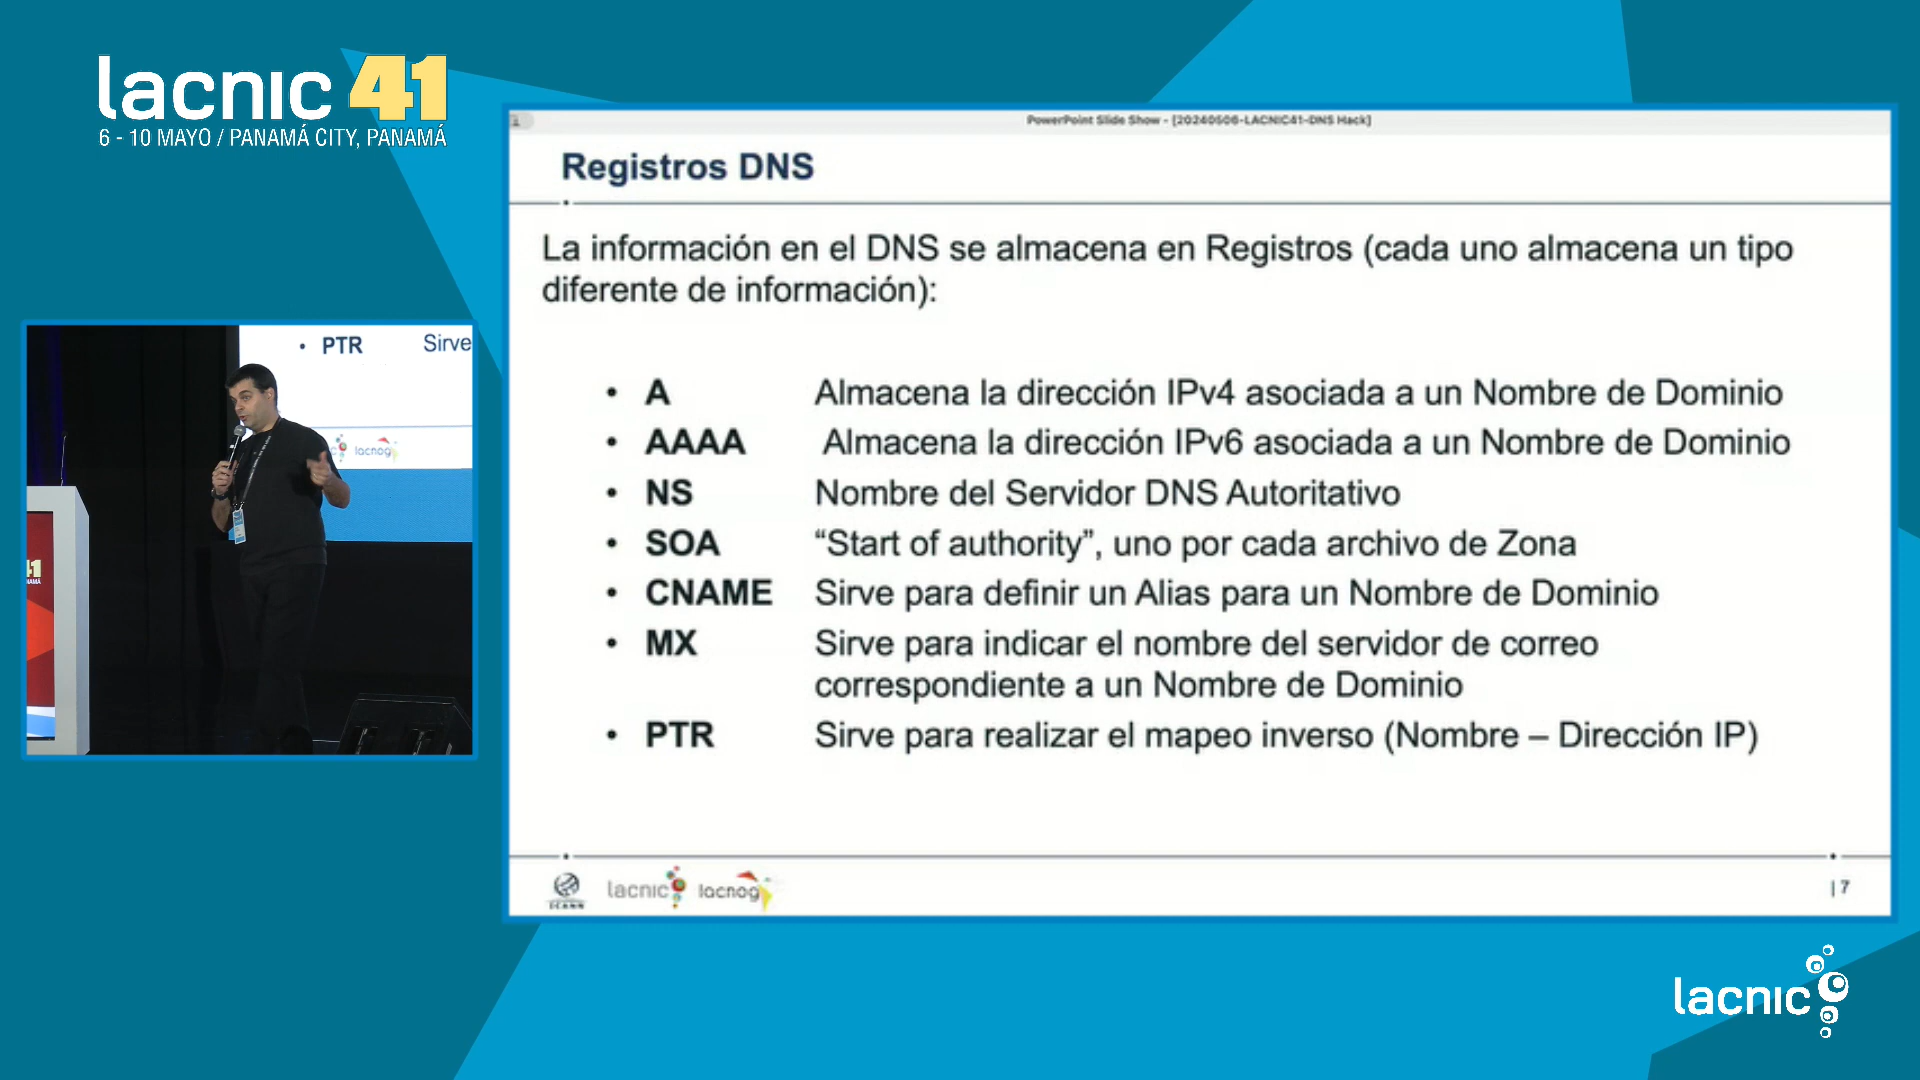 lacnic 41
6 - 10 MAYO / PANAMÁ CITY, PANAMÁ
PowerPoint Slide Show - [20240506-LACNIC41-DNS Hack]
Registros DNS
La información en el DNS se almacena en Registros (cada uno almacena un tipo
diferente de información):
• A Almacena la dirección IPv4 asociada a un Nombre de Dominio
• AAAA Almacena la dirección IPv6 asociada a un Nombre de Dominio
• NS Nombre del Servidor DNS Autoritativo
• SOA “Start of authority”, uno por cada archivo de Zona
• CNAME Sirve para definir un Alias para un Nombre de Dominio
• MX Sirve para indicar el nombre del servidor de correo
correspondiente a un Nombre de Dominio
• PTR Sirve para realizar el mapeo inverso (Nombre – Dirección IP)
ICANN lacnic lacnog
| 7
• PTR Sirve
lacnog
41
lacnic